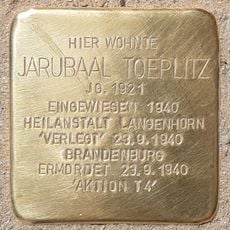 HIER WOHNTE
JARUBAAL TOEPLITZ
JG. 1921
EINGEWIESEN 1940
HEILANSTALT LANGENHORN
'VERLEGT' 23.9.1940
BRANDENBURG
ERMORDET 23.9.1940
'AKTION T4'